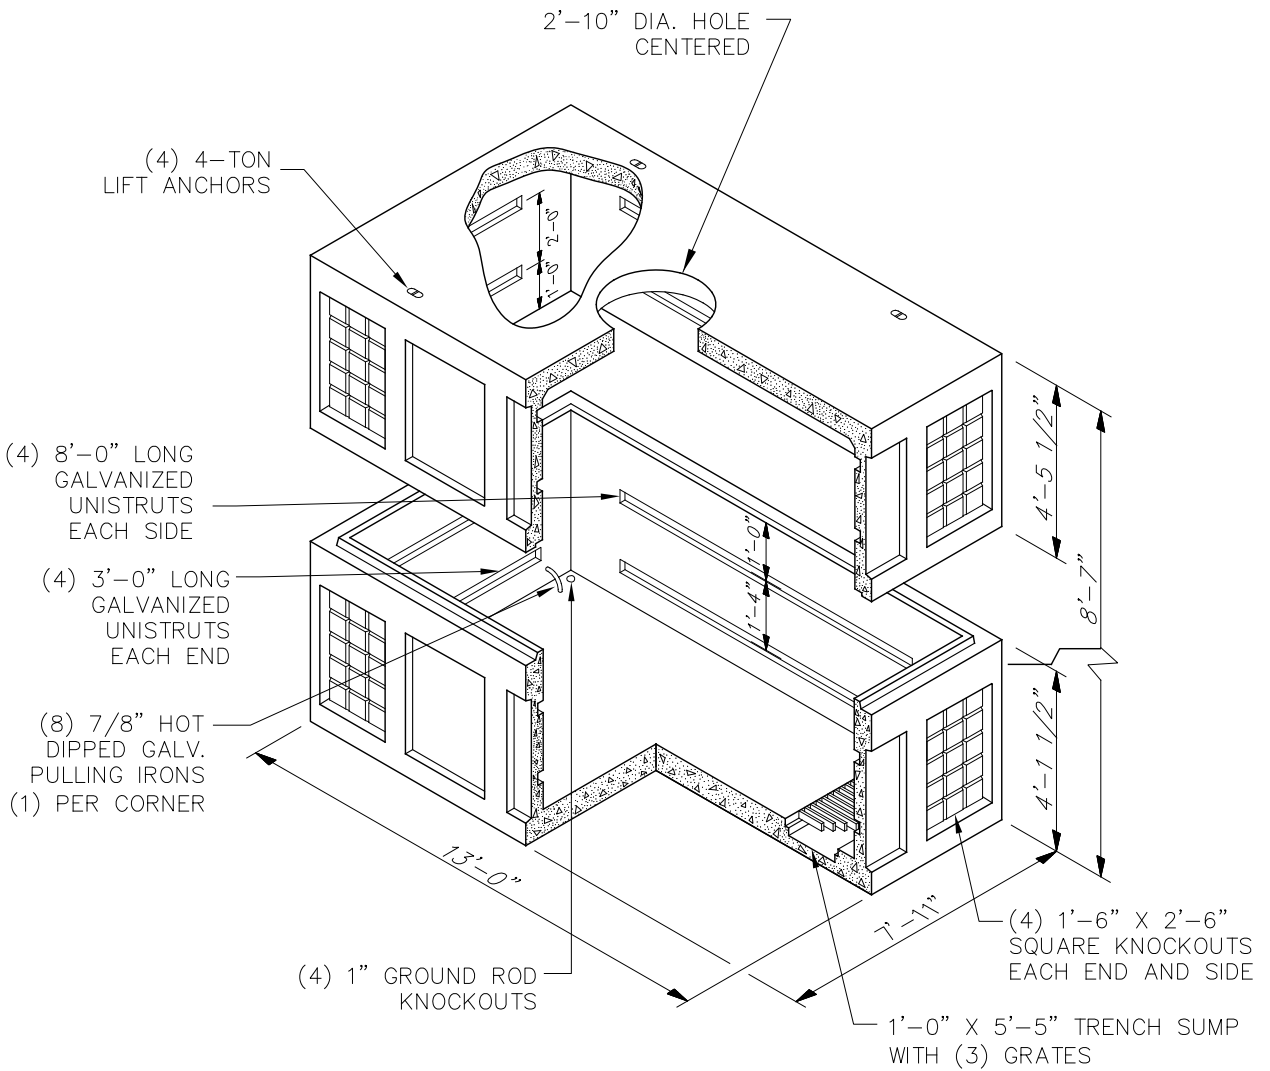 2'-10" DIA. HOLE
CENTERED
(4) 4-TON
LIFT ANCHORS
2'-0"
1'-0"
(4) 8'-0" LONG
GALVANIZED
UNISTRUTS
EACH SIDE
4'-5 1/2"
1'-0"
1'-4"
8'-7"
(4) 3'-0" LONG
GALVANIZED
UNISTRUTS
EACH END
(8) 7/8" HOT
DIPPED GALV.
PULLING IRONS
(1) PER CORNER
4'-1 1/2"
13'-0"
7'-11"
(4) 1'-6" X 2'-6"
SQUARE KNOCKOUTS
EACH END AND SIDE
(4) 1" GROUND ROD
KNOCKOUTS
1'-0" X 5'-5" TRENCH SUMP
WITH (3) GRATES